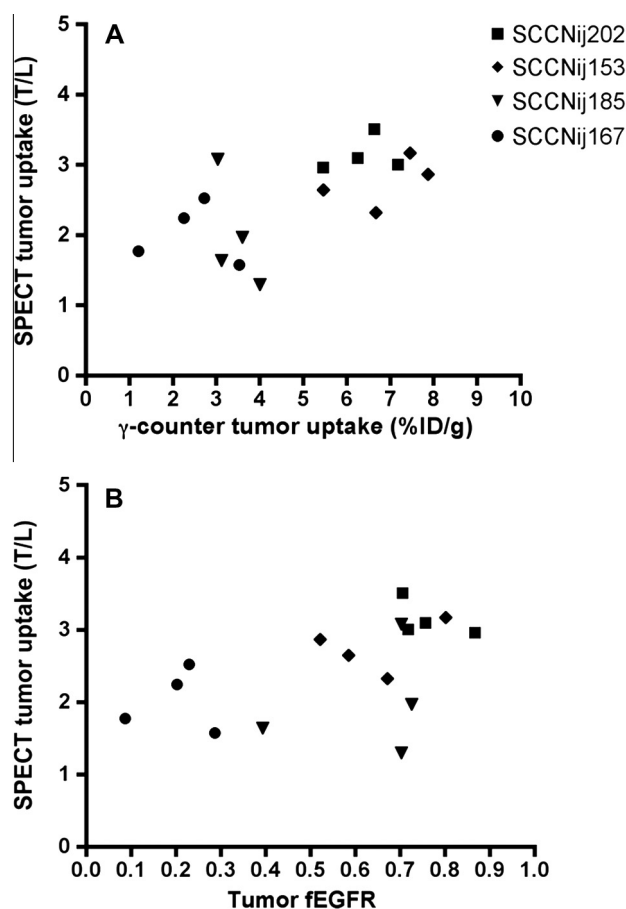 A
SCCNij202
SCCNij153
SCCNij185
SCCNij167
SPECT tumor uptake (T/L)
5
4
3
2
1
0
0 1 2 3 4 5 6 7 8 9 10
γ-counter tumor uptake (%ID/g)
B
SPECT tumor uptake (T/L)
5
4
3
2
1
0
0.0 0.1 0.2 0.3 0.4 0.5 0.6 0.7 0.8 0.9 1.0
Tumor fEGFR